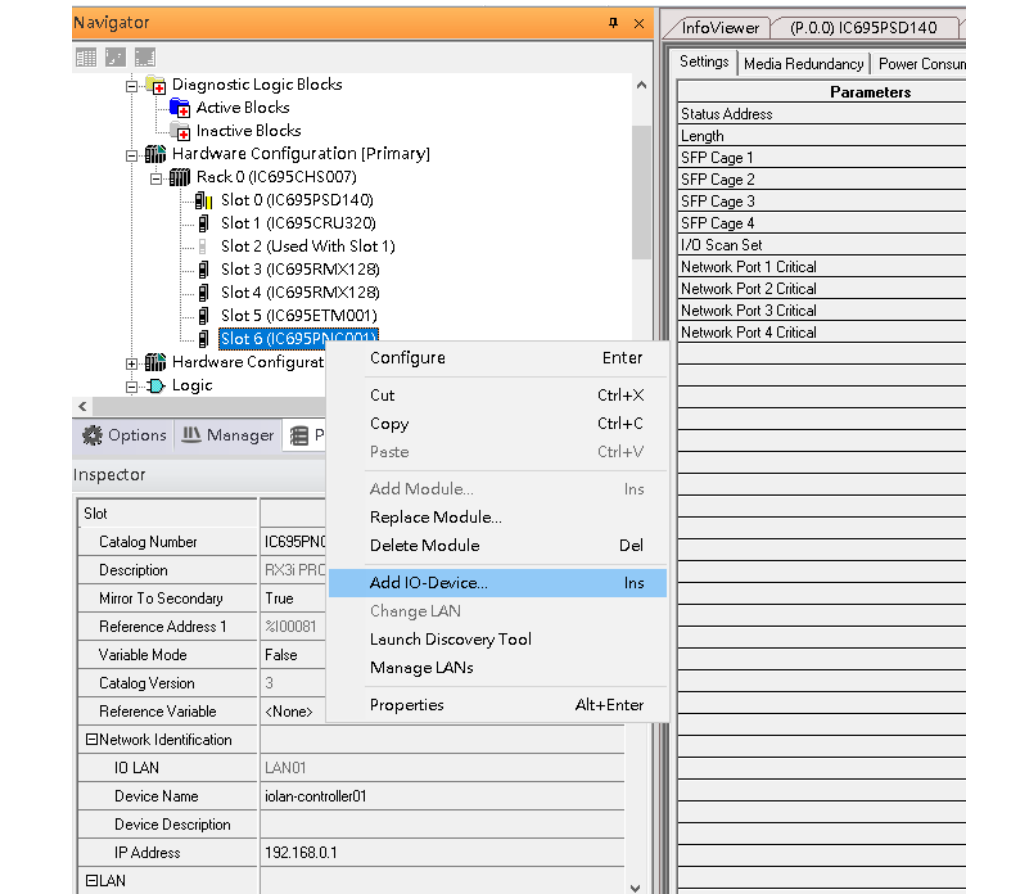 Navigator
Diagnostic Logic Blocks
Active Blocks
Inactive Blocks
Hardware Configuration [Primary]
Rack 0 (IC695CHS007)
Slot 0 (IC695PSD140)
Slot 1 (IC695CRU320)
Slot 2 (Used With Slot 1)
Slot 3 (IC695RMX128)
Slot 4 (IC695RMX128)
Slot 5 (IC695ETM001)
Slot 6 (IC695PNC001)
Hardware Configurat
Logic
Options
Manager
P
Configure Enter
Cut Ctrl+X
Copy Ctrl+C
Paste Ctrl+V
Add Module... Ins
Replace Module...
Delete Module Del
Add IO-Device... Ins
Change LAN
Launch Discovery Tool
Manage LANs
Properties Alt+Enter
Inspector
Slot
Catalog Number IC695PNC
Description RX3i PRO
Mirror To Secondary True
Reference Address 1 %I00081
Variable Mode False
Catalog Version 3
Reference Variable <None>
Network Identification
IO LAN LAN01
Device Name iolan-controller01
Device Description
IP Address 192.168.0.1
LAN
InfoViewer (P.0.0) IC695PSD140
Settings Media Redundancy Power Consum
Parameters
Status Address
Length
SFP Cage 1
SFP Cage 2
SFP Cage 3
SFP Cage 4
I/O Scan Set
Network Port 1 Critical
Network Port 2 Critical
Network Port 3 Critical
Network Port 4 Critical